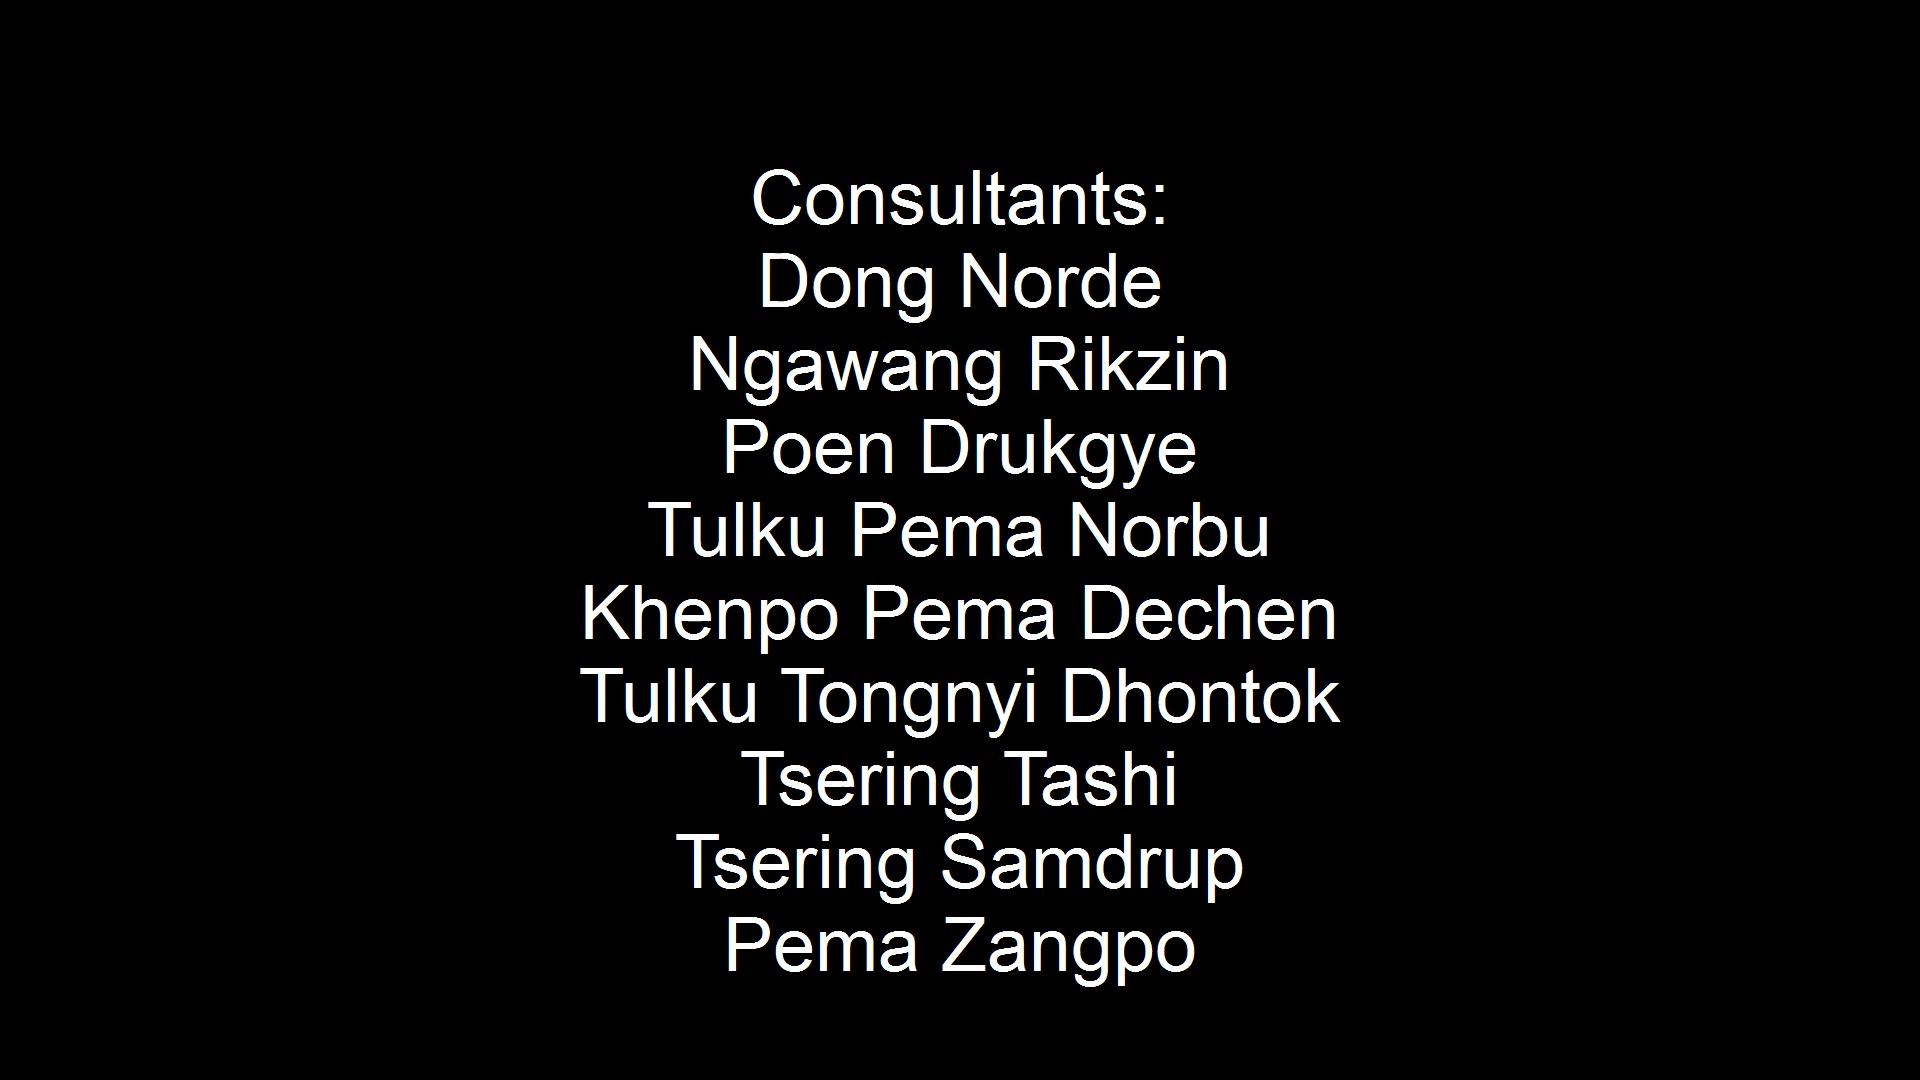 Consultants:
Dong Norde
Ngawang Rikzin
Poen Drukgye
Tulku Pema Norbu
Khenpo Pema Dechen
Tulku Tongnyi Dhontok
Tsering Tashi
Tsering Samdrup
Pema Zangpo